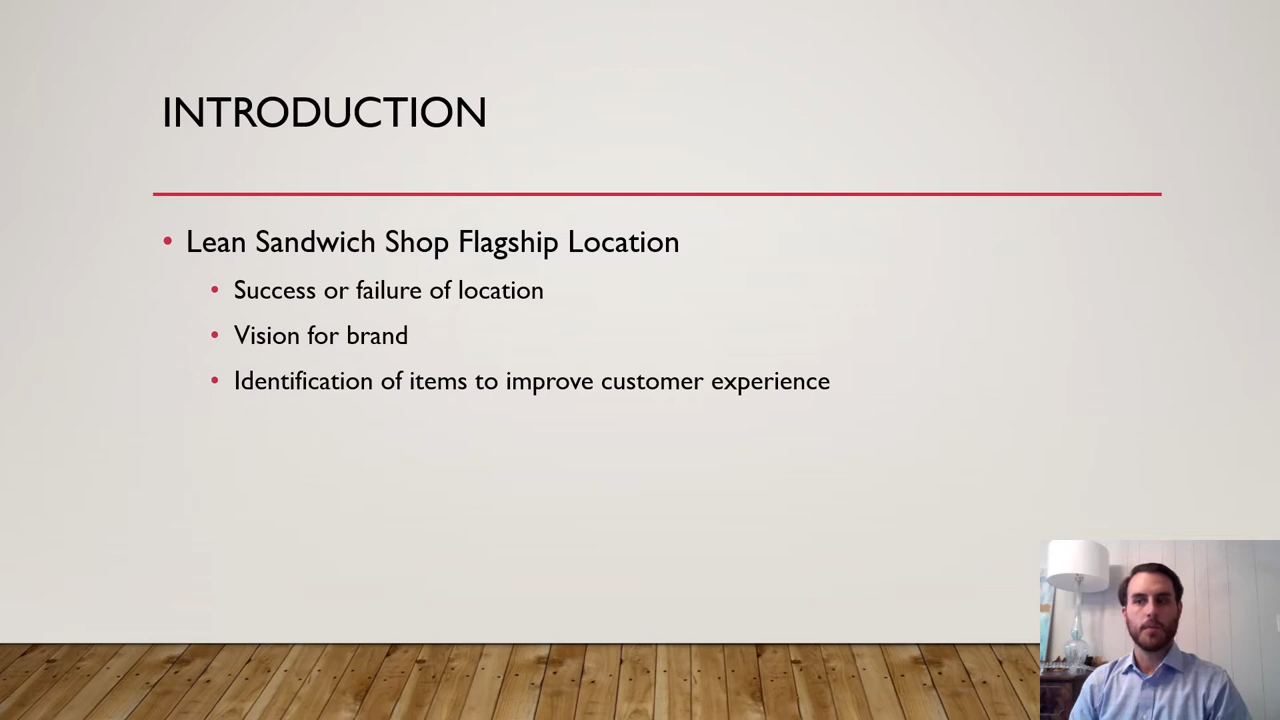 INTRODUCTION
• Lean Sandwich Shop Flagship Location
• Success or failure of location
• Vision for brand
• Identification of items to improve customer experience